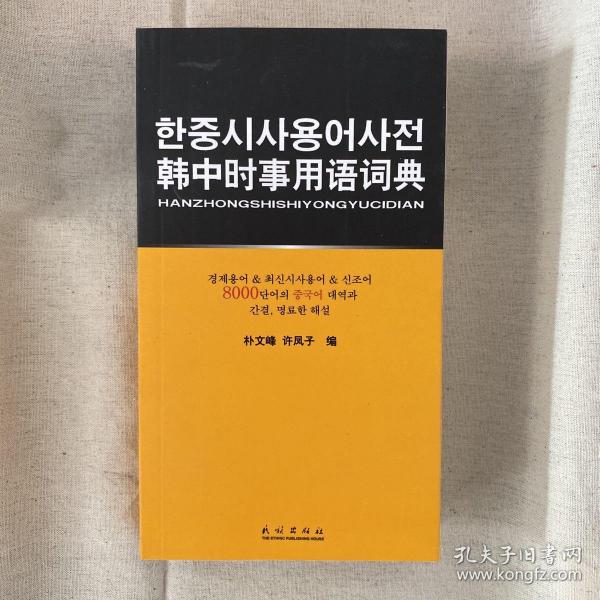 한중시사용어사전
韩中时事用语词典
HANZHONGSHISHIYONGYUCIDIAN
경제용어 & 최신시사용어 & 신조어
8000단어의 중국어 대역과
간결, 명료한 해설
朴文峰 许凤子 编
民族出版社
THE ETHNIC PUBLISHING HOUSE
孔夫子旧书网
www.kongfz.com